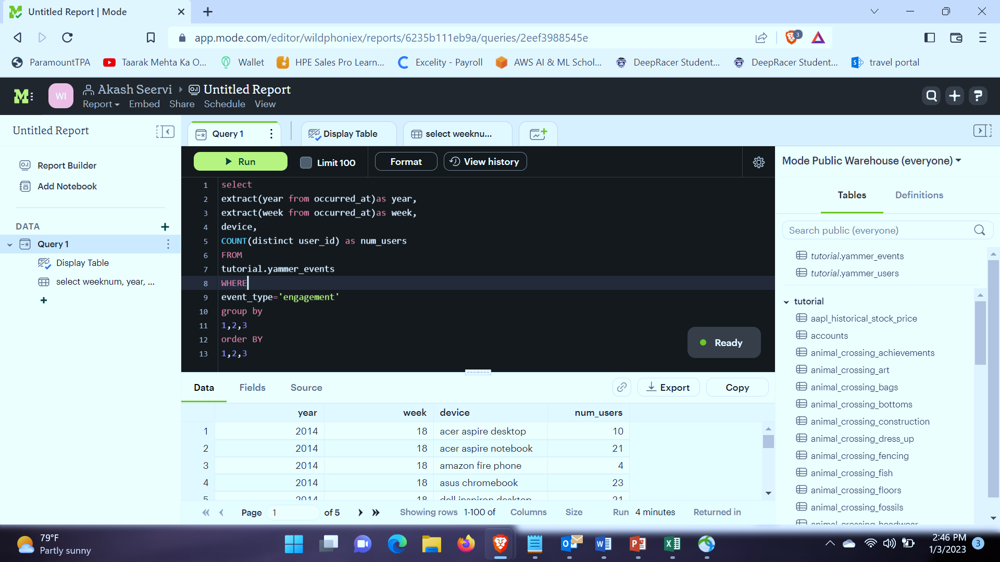 Untitled Report | Mode
app.mode.com/editor/wildphoniex/reports/6235b111eb9a/queries/2eef3988545e
3
ParamountTPA
Taarak Mehta Ka O...
Wallet
HPE Sales Pro Learn...
Excelity - Payroll
AWS AI & ML Schol...
DeepRacer Student...
DeepRacer Student...
travel portal
WI
Akash Seervi
Untitled Report
Report Embed Share Schedule View
Untitled Report
Report Builder
Add Notebook
DATA
Query 1
Display Table
select weeknum, year, ...
Query 1
Display Table
select weeknu...
Run
Limit 100
Format
View history
1 select
2 extract(year from occurred_at)as year,
3 extract(week from occurred_at)as week,
4 device,
5 COUNT(distinct user_id) as num_users
6 FROM
7 tutorial.yammer_events
8 WHERE
9 event_type='engagement'
10 group by
11 1,2,3
12 order BY
13 1,2,3
Ready
Data Fields Source
Export
Copy
year week device num_users
1 2014 18 acer aspire desktop 10
2 2014 18 acer aspire notebook 21
3 2014 18 amazon fire phone 4
4 2014 18 asus chromebook 23
5 2014 18 dell inspiron desktop 21
Page 1 of 5
Showing rows 1-100 of
Columns
Size
Run 4 minutes
Returned in
Mode Public Warehouse (everyone)
Tables Definitions
Search public (everyone)
tutorial.yammer_events
tutorial.yammer_users
tutorial
aapl_historical_stock_price
accounts
animal_crossing_achievements
animal_crossing_art
animal_crossing_bags
animal_crossing_bottoms
animal_crossing_construction
animal_crossing_dress_up
animal_crossing_fencing
animal_crossing_fish
animal_crossing_floors
animal_crossing_fossils
animal_crossing_headwear
79°F
Partly sunny
2:46 PM
1/3/2023
3